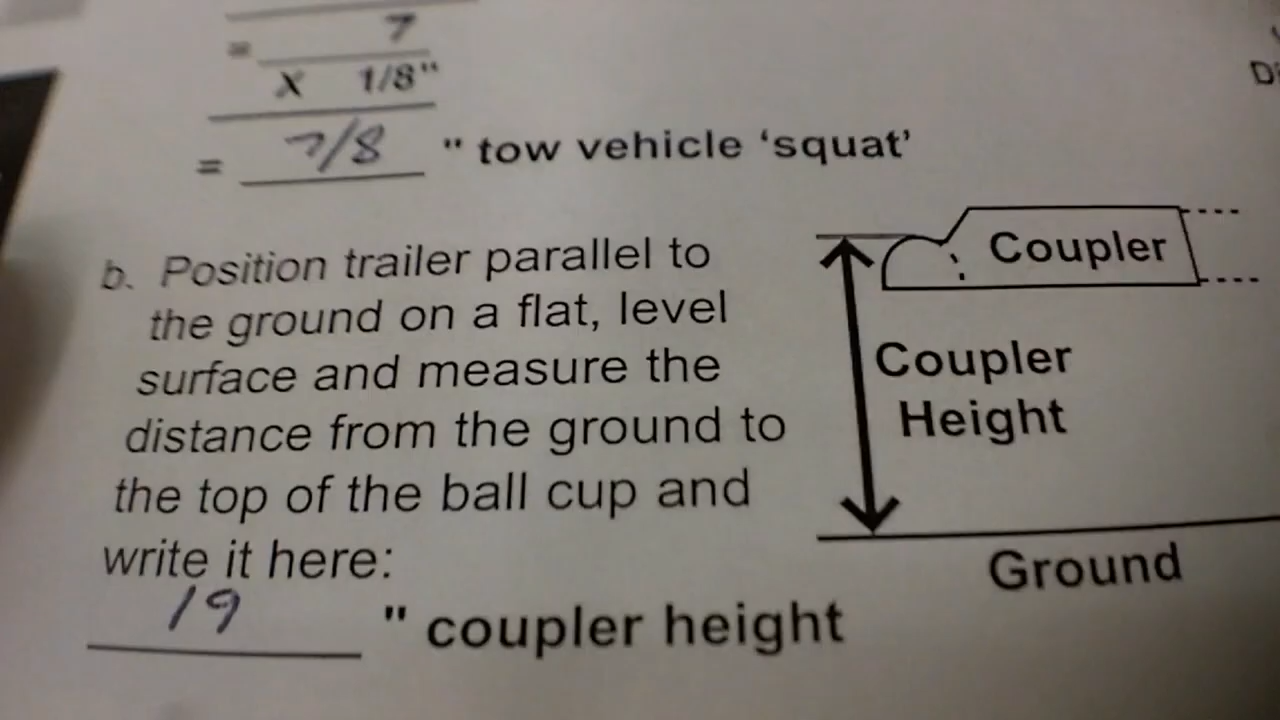 = 7
X 1/8"
= 7/8 " tow vehicle 'squat'
b. Position trailer parallel to
the ground on a flat, level
surface and measure the
distance from the ground to
the top of the ball cup and
write it here:
19 " coupler height
Coupler
Coupler
Height
Ground